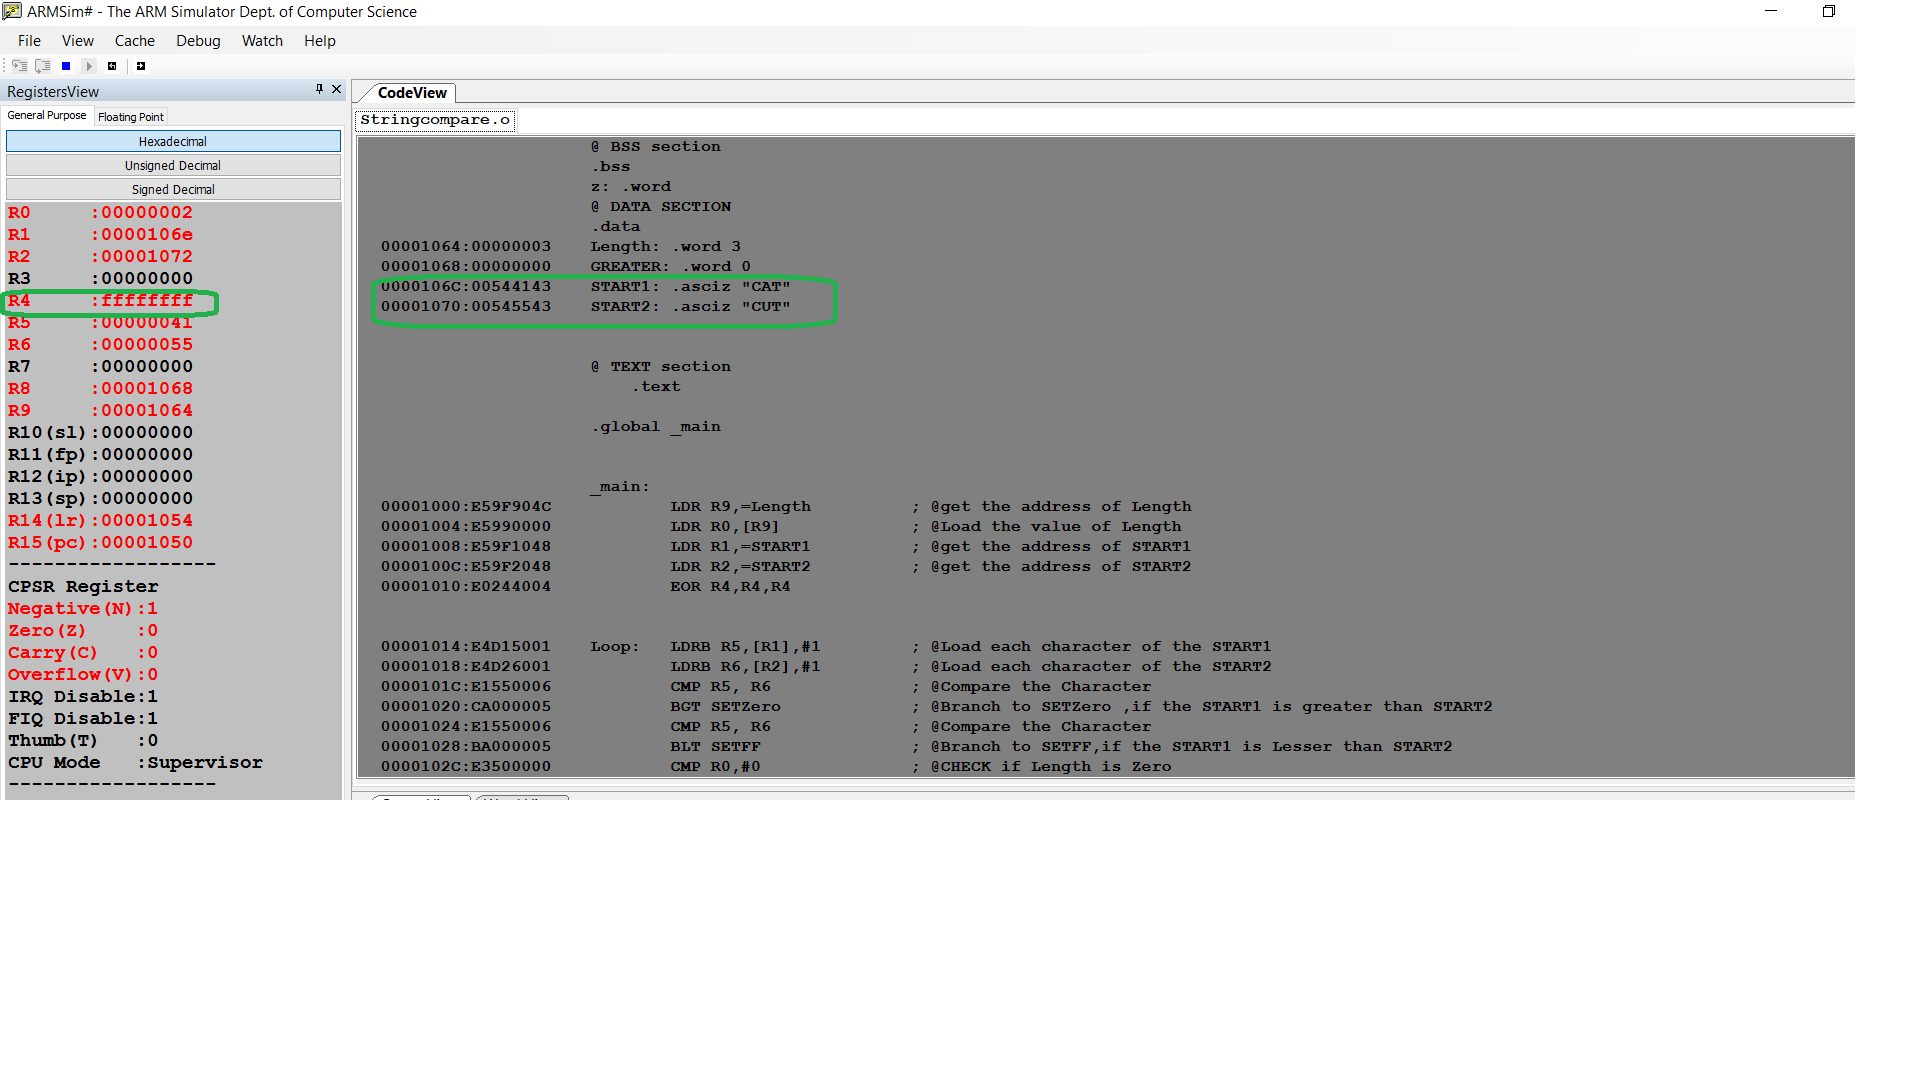 ARMSim# - The ARM Simulator Dept. of Computer Science
File View Cache Debug Watch Help
RegistersView
General Purpose Floating Point
Hexadecimal
Unsigned Decimal
Signed Decimal
R0 :00000002
R1 :0000106e
R2 :00001072
R3 :00000000
R4 :ffffffff
R5 :00000041
R6 :00000055
R7 :00000000
R8 :00001068
R9 :00001064
R10(sl):00000000
R11(fp):00000000
R12(ip):00000000
R13(sp):00000000
R14(lr):00001054
R15(pc):00001050
------------------
CPSR Register
Negative(N):1
Zero(Z) :0
Carry(C) :0
Overflow(V):0
IRQ Disable:1
FIQ Disable:1
Thumb(T) :0
CPU Mode :Supervisor
------------------
CodeView
Stringcompare.o
@ BSS section
.bss
z: .word
@ DATA SECTION
.data
00001064:00000003 Length: .word 3
00001068:00000000 GREATER: .word 0
0000106C:00544143 START1: .asciz "CAT"
00001070:00545543 START2: .asciz "CUT"
@ TEXT section
.text
.global _main
_main:
00001000:E59F904C LDR R9,=Length ; @get the address of Length
00001004:E5990000 LDR R0,[R9] ; @Load the value of Length
00001008:E59F1048 LDR R1,=START1 ; @get the address of START1
0000100C:E59F2048 LDR R2,=START2 ; @get the address of START2
00001010:E0244004 EOR R4,R4,R4
00001014:E4D15001 Loop: LDRB R5,[R1],#1 ; @Load each character of the START1
00001018:E4D26001 LDRB R6,[R2],#1 ; @Load each character of the START2
0000101C:E1550006 CMP R5, R6 ; @Compare the Character
00001020:CA000005 BGT SETZero ; @Branch to SETZero ,if the START1 is greater than START2
00001024:E1550006 CMP R5, R6 ; @Compare the Character
00001028:BA000005 BLT SETFF ; @Branch to SETFF,if the START1 is Lesser than START2
0000102C:E3500000 CMP R0,#0 ; @CHECK if Length is Zero